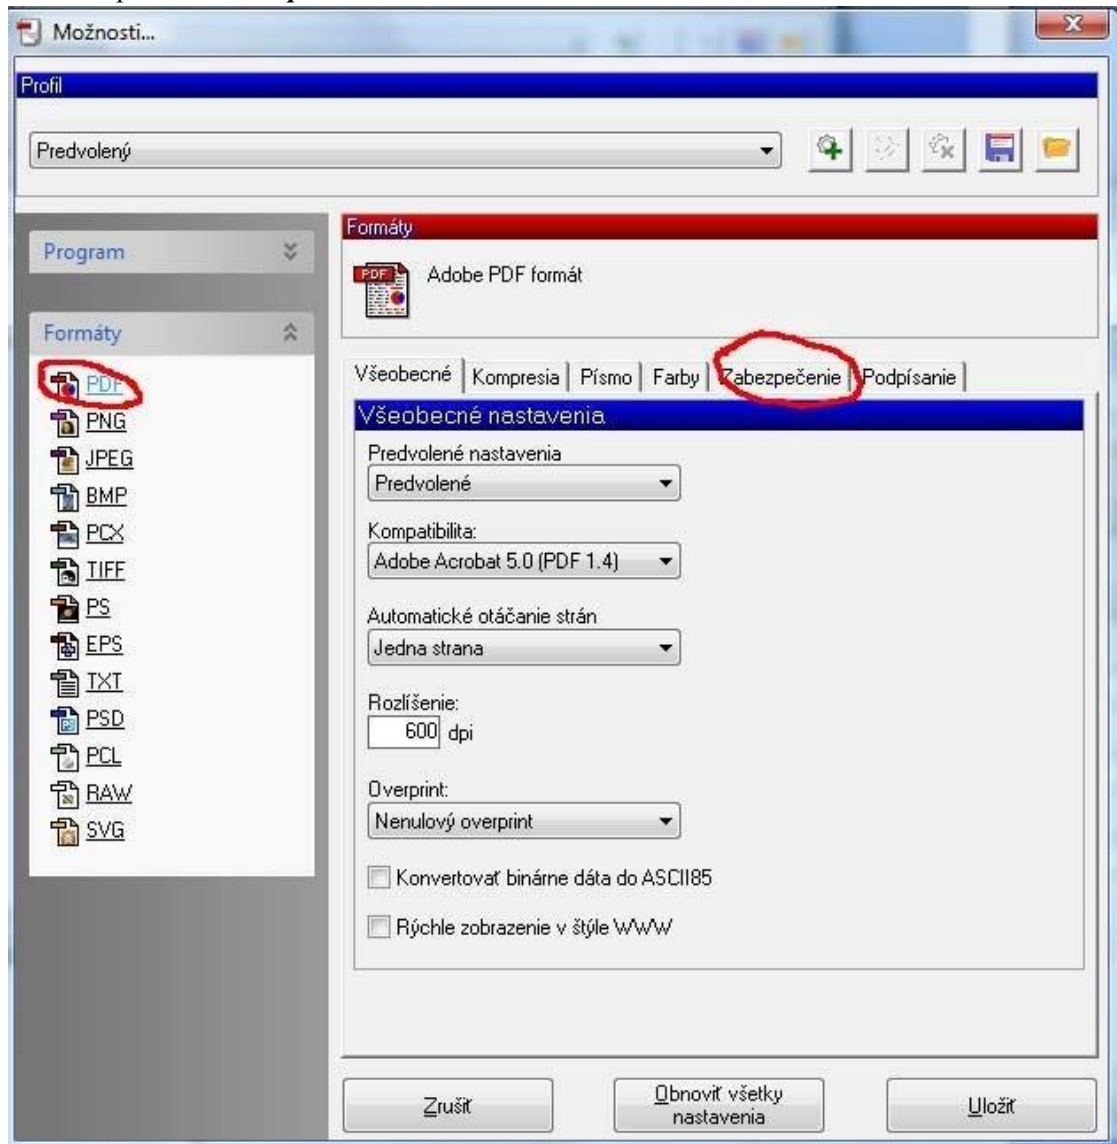 Možnosti...
Profil
Predvolený
Program
Formáty
PDF
PNG
JPEG
BMP
PCX
TIFF
PS
EPS
TXT
PSD
PCL
RAW
SVG
Formáty
PDF
Adobe PDF formát
Všeobecné Kompresia Písmo Farby Zabezpečenie Podpísanie
Všeobecné nastavenia
Predvolené nastavenia
Predvolené
Kompatibilita:
Adobe Acrobat 5.0 (PDF 1.4)
Automatické otáčanie strán
Jedna strana
Rozlíšenie:
600 dpi
Overprint:
Nenulový overprint
Konvertovať binárne dáta do ASCII85
Rýchle zobrazenie v štýle WWW
Zrušiť
Obnoviť všetky
nastavenia
Uložiť